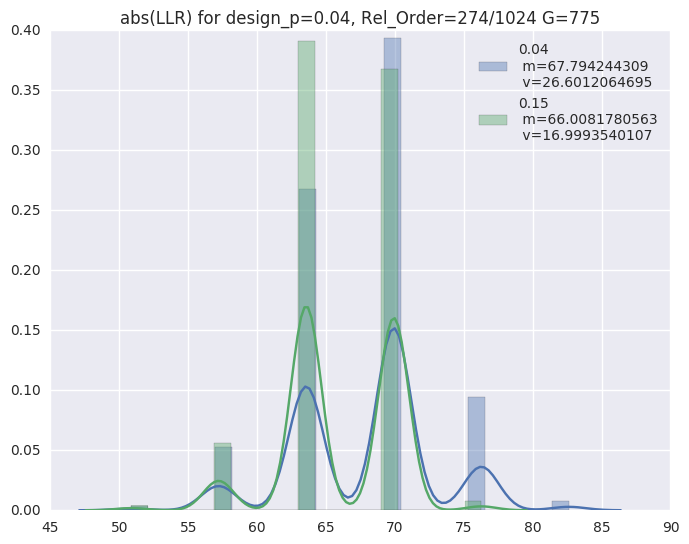 abs(LLR) for design_p=0.04, Rel_Order=274/1024 G=775
0.40
0.35
0.30
0.25
0.20
0.15
0.10
0.05
0.00
45 50 55 60 65 70 75 80 85 90
0.04
m=67.794244309
v=26.6012064695
0.15
m=66.0081780563
v=16.9993540107